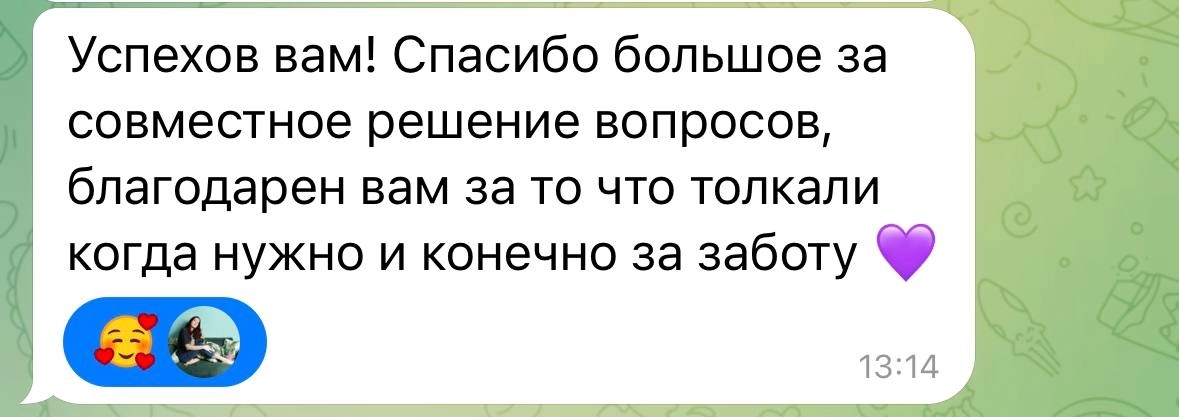 Успехов вам! Спасибо большое за
совместное решение вопросов,
благодарен вам за то что толкали
когда нужно и конечно за заботу 💜
13:14